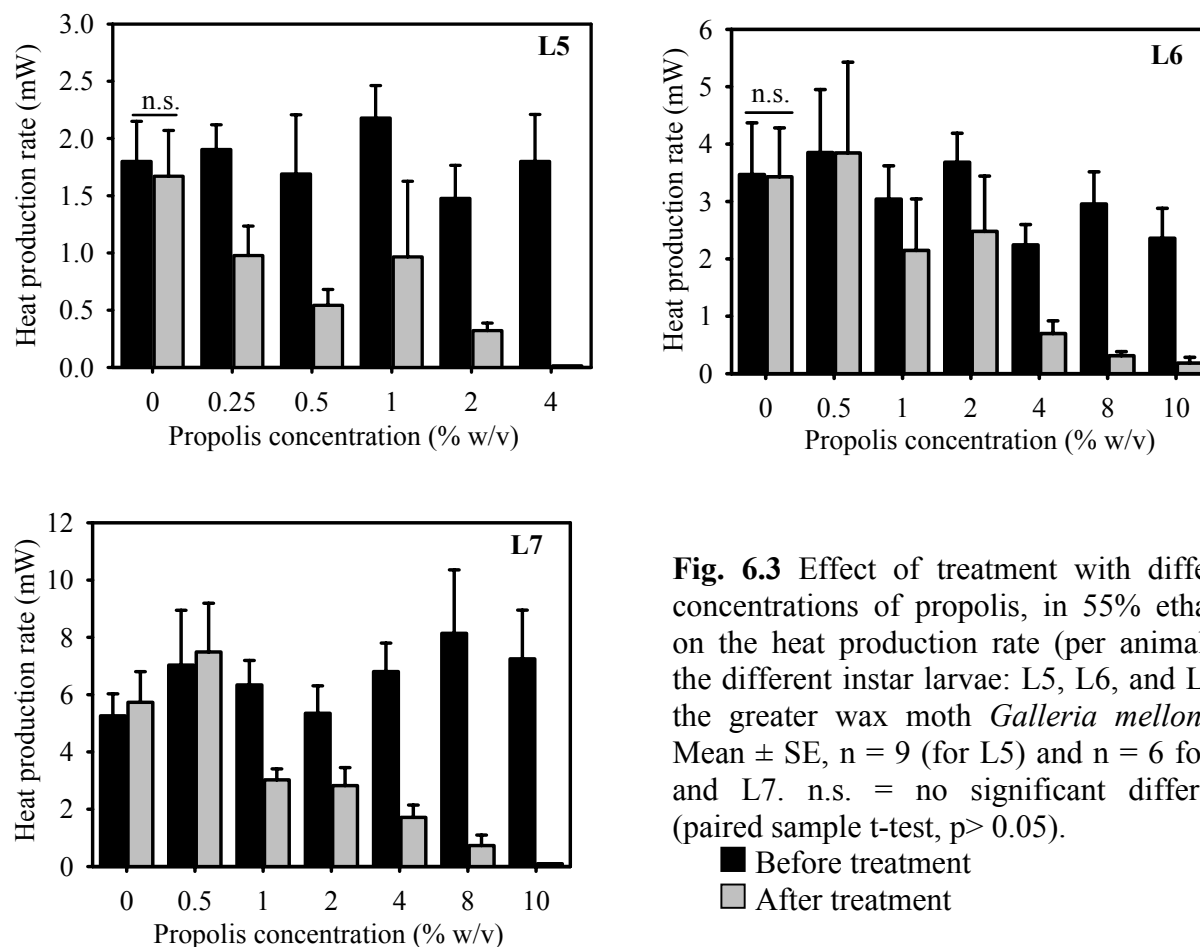 L5
n.s.
Heat production rate (mW)
3.0
2.5
2.0
1.5
1.0
0.5
0.0
0 0.25 0.5 1 2 4
Propolis concentration (% w/v)
L6
n.s.
Heat production rate (mW)
6
5
4
3
2
1
0
0 0.5 1 2 4 8 10
Propolis concentration (% w/v)
L7
Heat production rate (mW)
12
10
8
6
4
2
0
0 0.5 1 2 4 8 10
Propolis concentration (% w/v)
Fig. 6.3 Effect of treatment with diffe
concentrations of propolis, in 55% etha
on the heat production rate (per animal
the different instar larvae: L5, L6, and L
the greater wax moth Galleria mellon
Mean ± SE, n = 9 (for L5) and n = 6 fo
and L7. n.s. = no significant differ
(paired sample t-test, p> 0.05).
Before treatment
After treatment